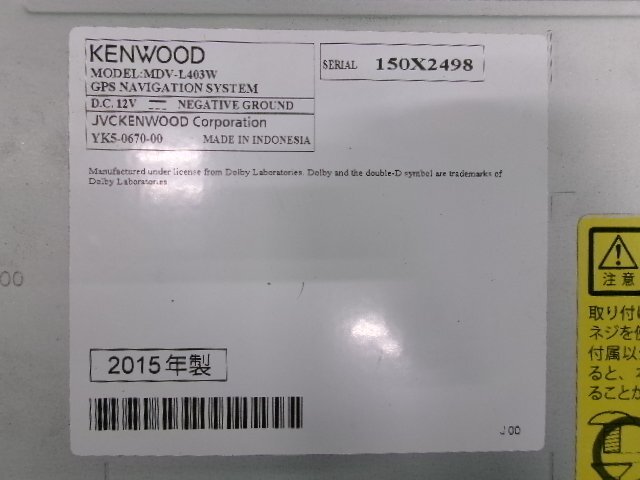 KENWOOD
MODEL:MDV-L403W
GPS NAVIGATION SYSTEM
D.C. 12V NEGATIVE GROUND
JVCKENWOOD Corporation
YK5-0670-00 MADE IN INDONESIA
SERIAL 150X2498
Manufactured under license from Dolby Laboratories. Dolby and the double-D symbol are trademarks of
Dolby Laboratories
2015年製
J 00
00
注意
取り付け
ネジを
付属以
ると、
ることが